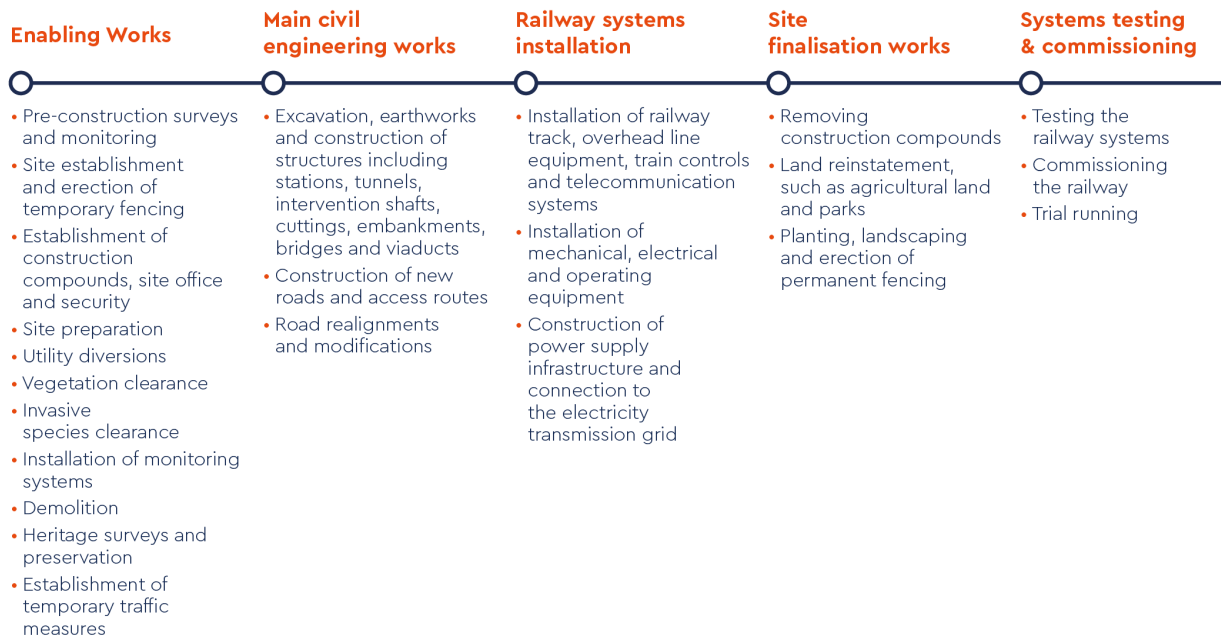 Enabling Works
• Pre-construction surveys
and monitoring
• Site establishment
and erection of
temporary fencing
• Establishment of
construction
compounds, site office
and security
• Site preparation
• Utility diversions
• Vegetation clearance
• Invasive
species clearance
• Installation of monitoring
systems
• Demolition
• Heritage surveys and
preservation
• Establishment of
temporary traffic
measures
Main civil
engineering works
• Excavation, earthworks
and construction of
structures including
stations, tunnels,
intervention shafts,
cuttings, embankments,
bridges and viaducts
• Construction of new
roads and access routes
• Road realignments
and modifications
Railway systems
installation
• Installation of railway
track, overhead line
equipment, train controls
and telecommunication
systems
• Installation of
mechanical, electrical
and operating
equipment
• Construction of
power supply
infrastructure and
connection to
the electricity
transmission grid
Site
finalisation works
• Removing
construction compounds
• Land reinstatement,
such as agricultural land
and parks
• Planting, landscaping
and erection of
permanent fencing
Systems testing
& commissioning
• Testing the
railway systems
• Commissioning
the railway
• Trial running